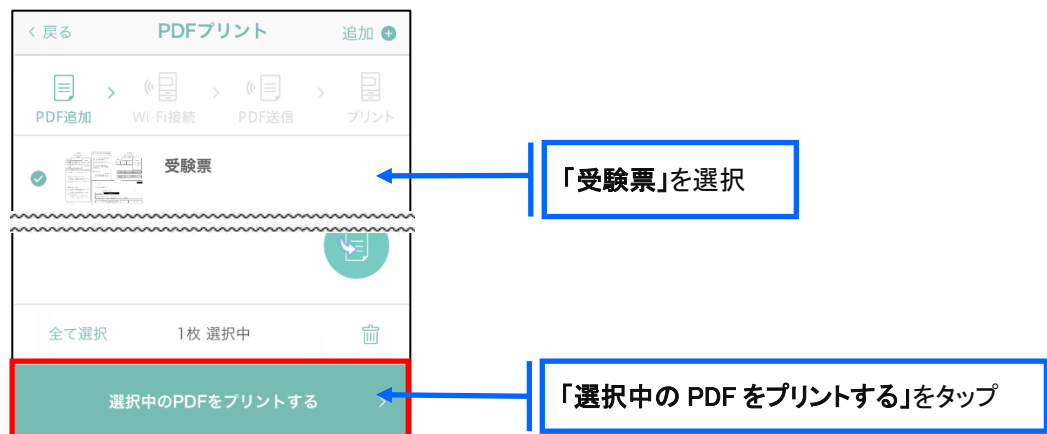 < 戻る PDFプリント 追加
PDF追加 Wi-Fi接続 PDF送信 プリント
受験票
「受験票」を選択
全て選択 1枚 選択中
選択中のPDFをプリントする >
「選択中の PDF をプリントする」をタップ